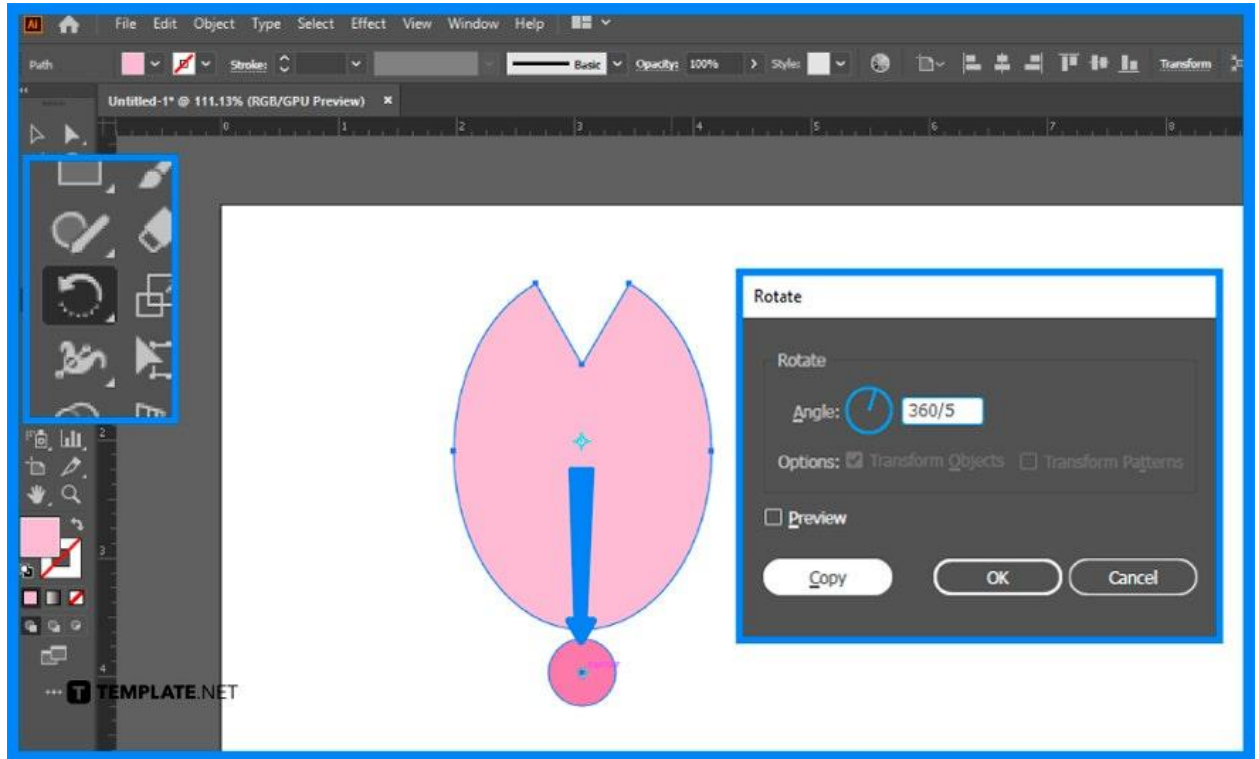 Ai File Edit Object Type Select Effect View Window Help
Path Stroke: Basic Opacity: 100% Style: Transform
Untitled-1* @ 111.13% (RGB/GPU Preview) ×
0 1 2 3 4 5 6 7 8
Rotate
Rotate
Angle: 360/5
2
Options: Transform Objects Transform Patterns
Preview
3
Copy OK Cancel
4
T TEMPLATE.NET